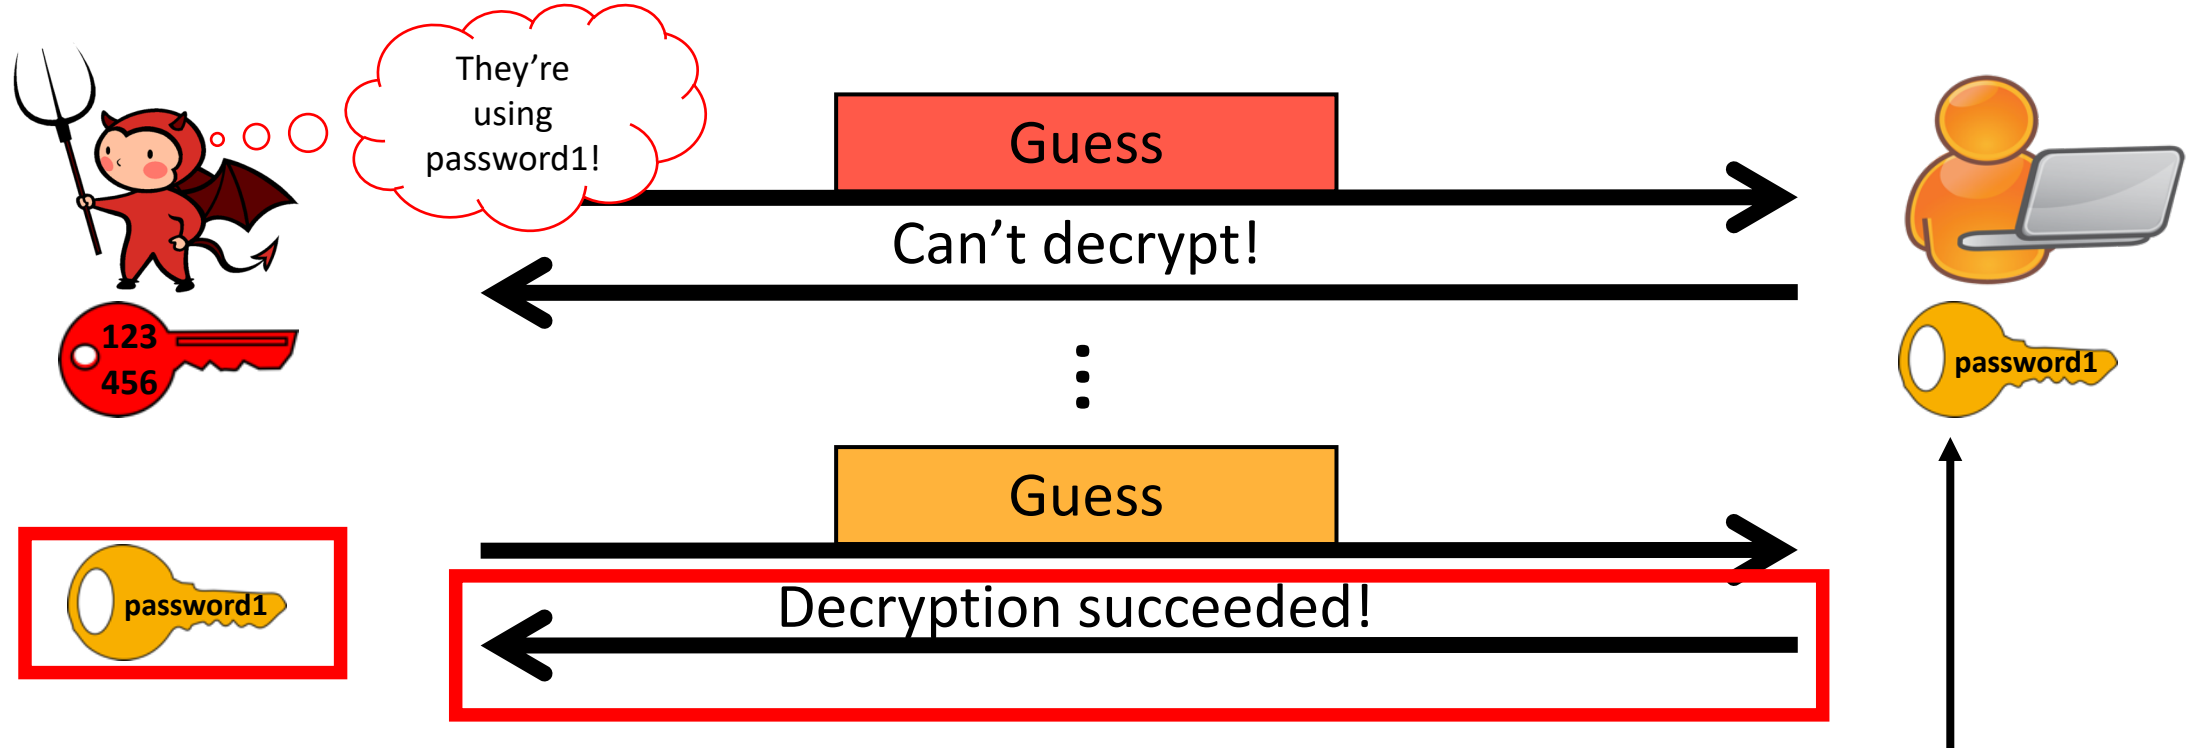 They’re
using
password1!
Guess
Can’t decrypt!
123
456
password1
Guess
password1
Decryption succeeded!